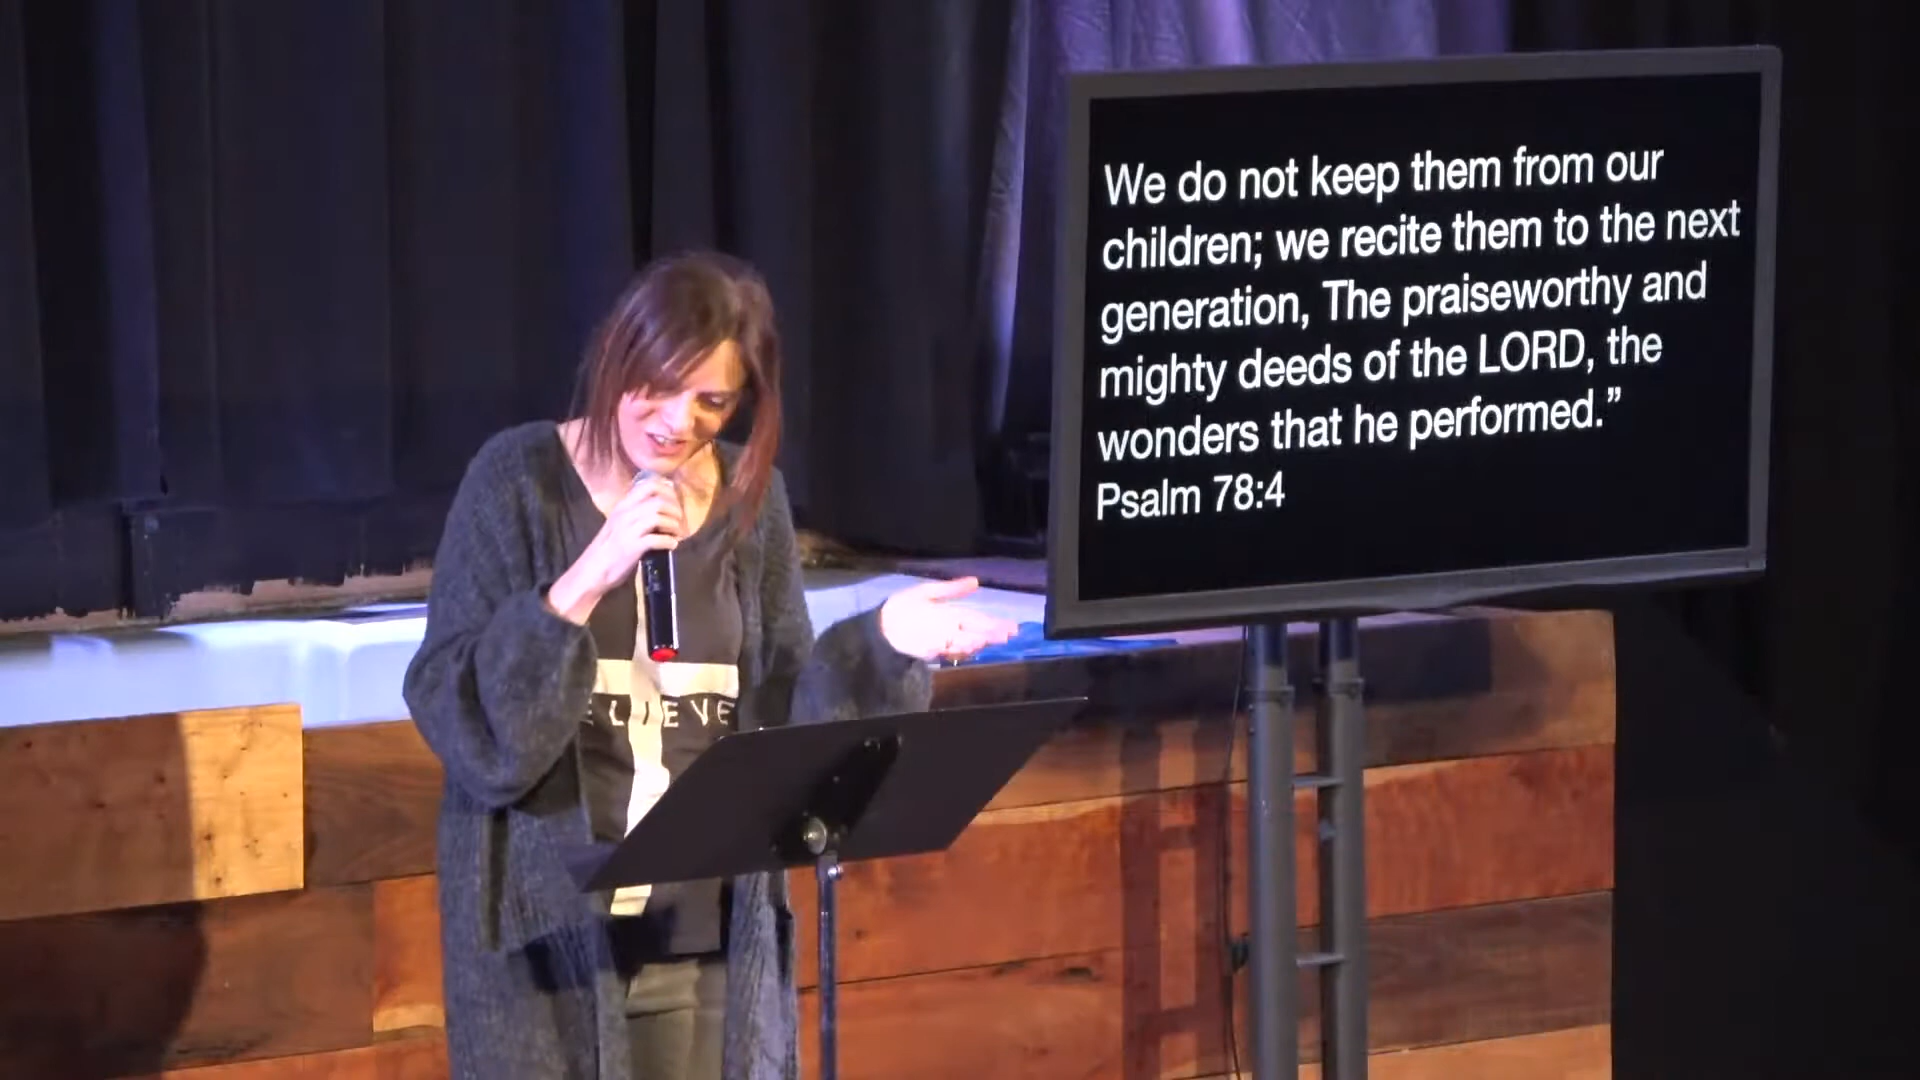 We do not keep them from our
children; we recite them to the next
generation, The praiseworthy and
mighty deeds of the LORD, the
wonders that he performed.”
Psalm 78:4
ELIEVE